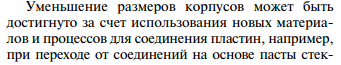 Уменьшение размеров корпусов может быть
достигнуто за счет использования новых материа-
лов и процессов для соединения пластин, например,
при переходе от соединений на основе пасты стек-